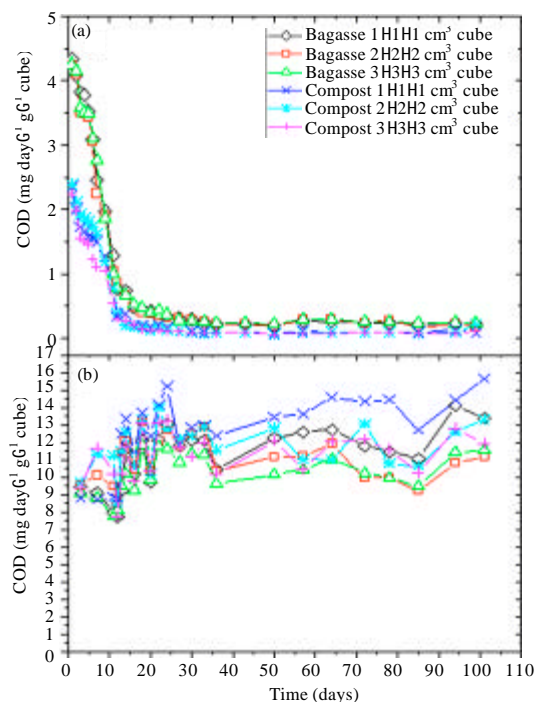 (a)
Bagasse 1H1H1 cm³ cube
Bagasse 2H2H2 cm³ cube
Bagasse 3H3H3 cm³ cube
Compost 1H1H1 cm³ cube
Compost 2H2H2 cm³ cube
Compost 3H3H3 cm³ cube
COD (mg dayG¹ gG¹ cube)
5
4
3
2
1
0
(b)
COD (mg dayG¹ gG¹ cube)
17
16
15
14
13
12
11
10
9
8
7
6
5
4
3
2
1
0
0 10 20 30 40 50 60 70 80 90 100 110
Time (days)